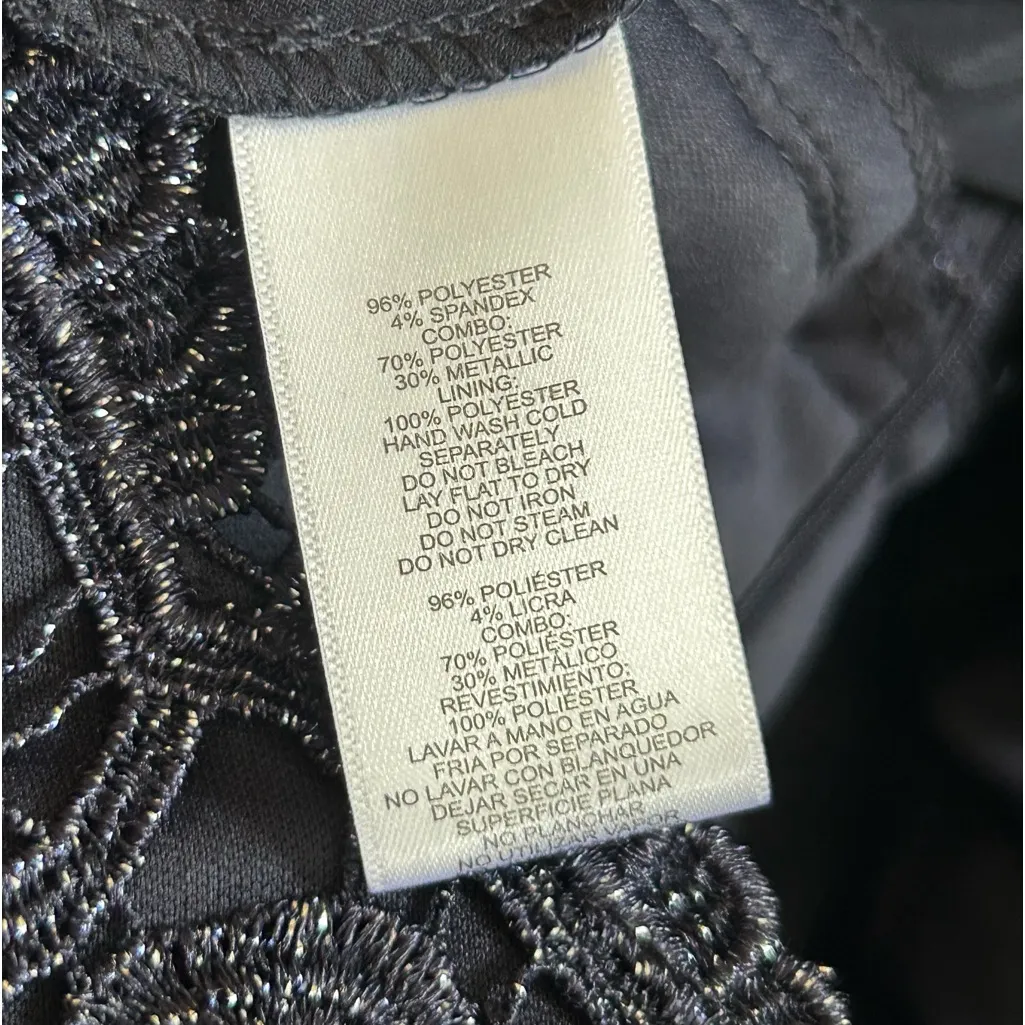 96% POLYESTER
4% SPANDEX
COMBO:
70% POLYESTER
30% METALLIC
LINING:
100% POLYESTER
HAND WASH COLD
SEPARATELY
DO NOT BLEACH
LAY FLAT TO DRY
DO NOT IRON
DO NOT STEAM
DO NOT DRY CLEAN
96% POLIÉSTER
4% LICRA
COMBO:
70% POLIÉSTER
30% METÁLICO
REVESTIMIENTO:
100% POLIÉSTER
LAVAR A MANO EN AGUA
FRIA POR SEPARADO
NO LAVAR CON BLANQUEDOR
DEJAR SECAR EN UNA
SUPERFICIE PLANA
NO PLANCHAR
NO UTILIZAR VAPOR